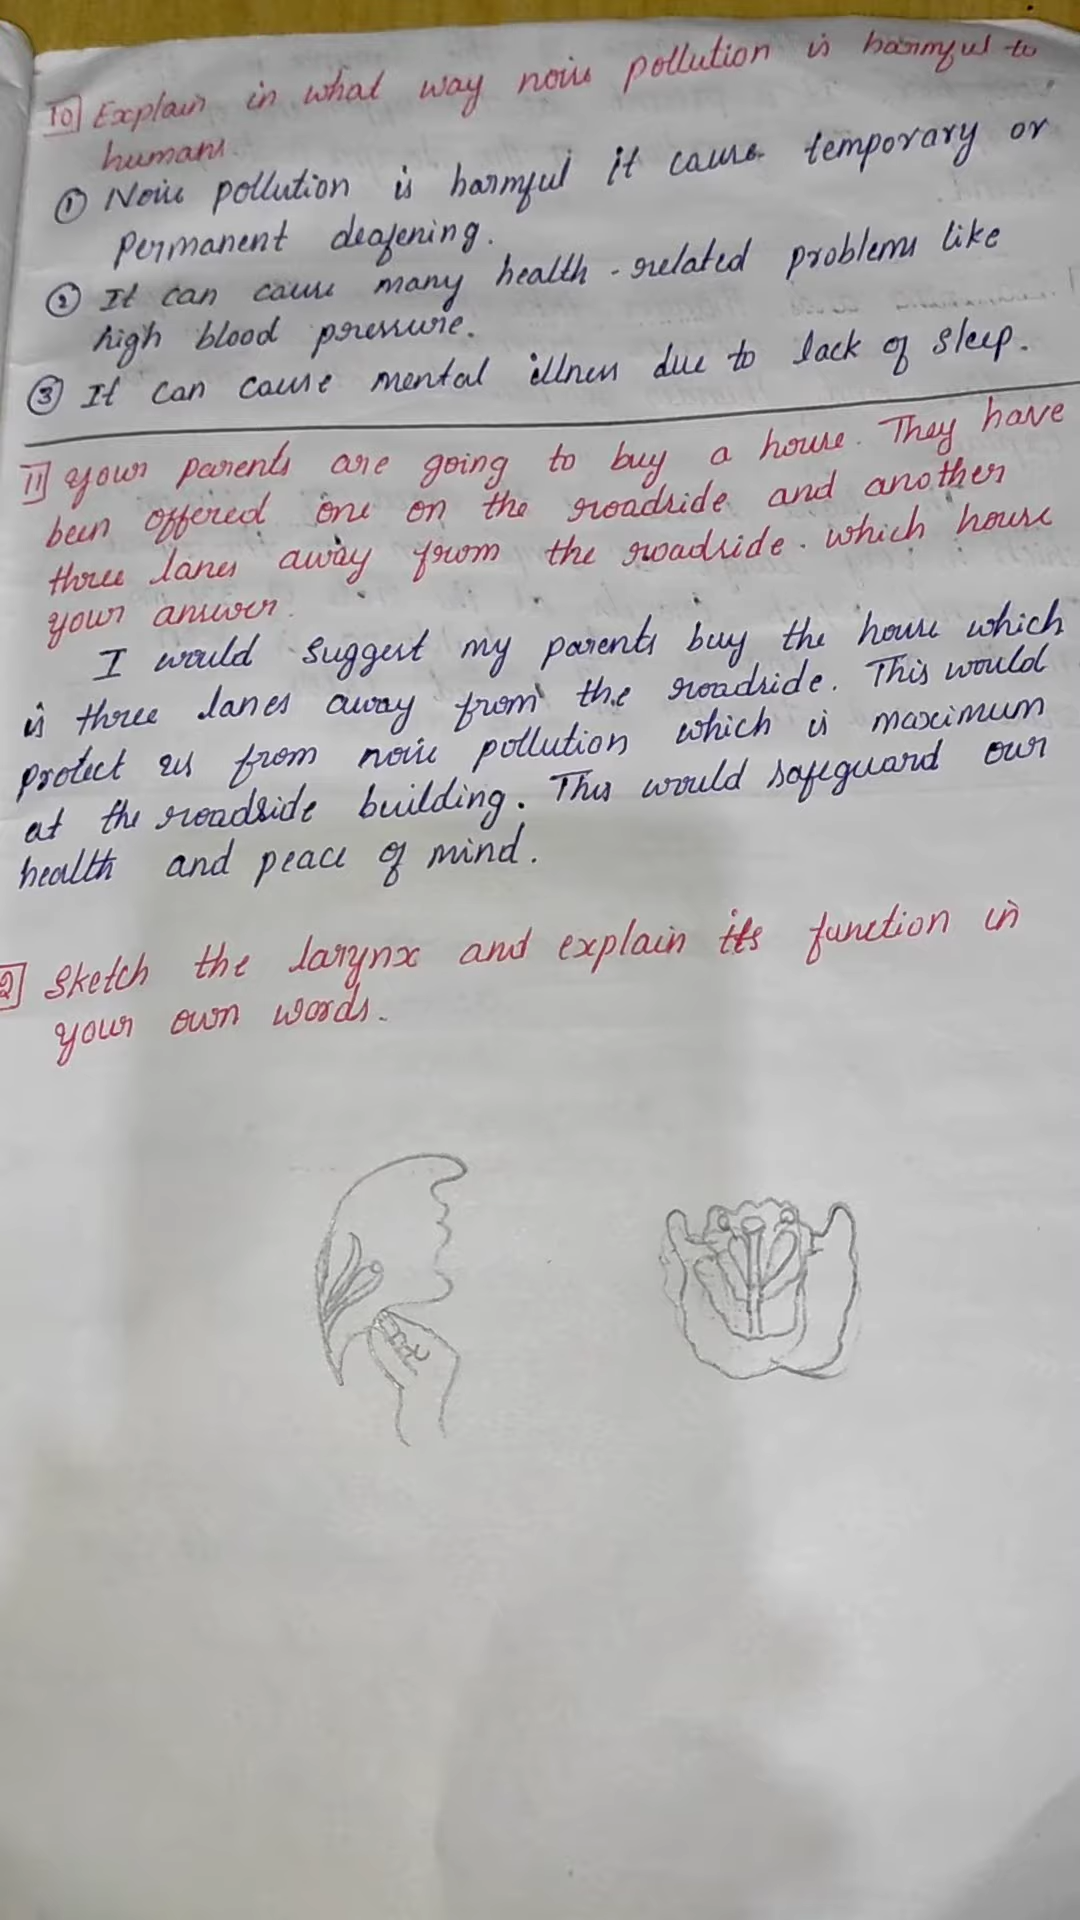 10 Explain in what way noise pollution is harmful to
humans.
① Noise pollution is harmful it cause temporary or
permanent deafening.
② It can cause many health-related problems like
high blood pressure.
③ It can cause mental illness due to lack of sleep.
11 your parents are going to buy a house. They have
been offered one on the roadside and another
three lanes away from the roadside. which house
your answer.
I would suggest my parents buy the house which
is three lanes away from the roadside. This would
protect us from noise pollution which is maximum
at the roadside building. This would safeguard our
health and peace of mind.
2 Sketch the larynx and explain its function in
your own words.